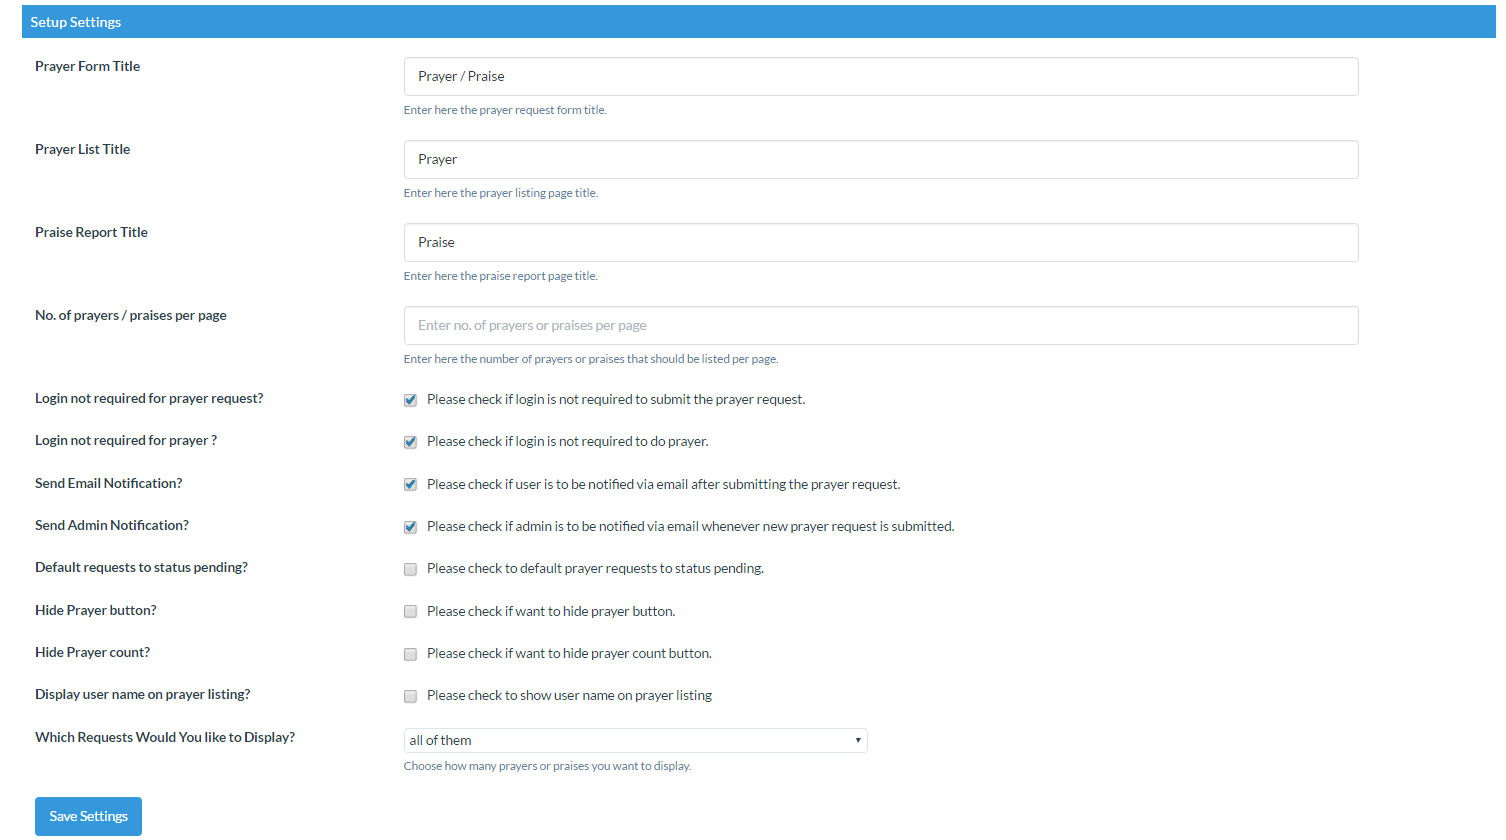 Setup Settings
Prayer Form Title
Prayer / Praise
Enter here the prayer request form title.
Prayer List Title
Prayer
Enter here the prayer listing page title.
Praise Report Title
Praise
Enter here the praise report page title.
No. of prayers / praises per page
Enter no. of prayers or praises per page
Enter here the number of prayers or praises that should be listed per page.
Login not required for prayer request?
Please check if login is not required to submit the prayer request.
Login not required for prayer ?
Please check if login is not required to do prayer.
Send Email Notification?
Please check if user is to be notified via email after submitting the prayer request.
Send Admin Notification?
Please check if admin is to be notified via email whenever new prayer request is submitted.
Default requests to status pending?
Please check to default prayer requests to status pending.
Hide Prayer button?
Please check if want to hide prayer button.
Hide Prayer count?
Please check if want to hide prayer count button.
Display user name on prayer listing?
Please check to show user name on prayer listing
Which Requests Would You like to Display?
all of them
Choose how many prayers or praises you want to display.
Save Settings